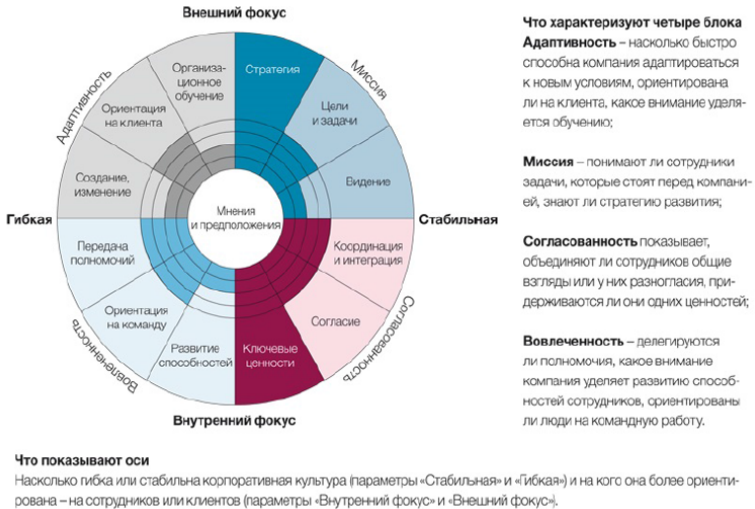 Внешний фокус
Адаптивность
Миссия
Организа-
ционное
обучение
Стратегия
Ориентация
на клиента
Цели
и задачи
Создание,
изменение
Видение
Гибкая
Мнения
и предположения
Стабильная
Передача
полномочий
Координация
и интеграция
Ориентация
на команду
Согласие
Развитие
способностей
Ключевые
ценности
Вовлеченность
Согласованность
Внутренний фокус
Что характеризуют четыре блока
Адаптивность – насколько быстро
способна компания адаптироваться
к новым условиям, ориентирована
ли на клиента, какое внимание уделя-
ется обучению;
Миссия – понимают ли сотрудники
задачи, которые стоят перед компани-
ей, знают ли стратегию развития;
Согласованность показывает,
объединяют ли сотрудников общие
взгляды или у них разногласия, при-
держиваются ли они одних ценностей;
Вовлеченность – делегируются
ли полномочия, какое внимание
компания уделяет развитию способ-
ностей сотрудников, ориентированы
ли люди на командную работу.
Что показывают оси
Насколько гибка или стабильна корпоративная культура (параметры «Стабильная» и «Гибкая») и на кого она более ориенти-
рована – на сотрудников или клиентов (параметры «Внутренний фокус» и «Внешний фокус»).